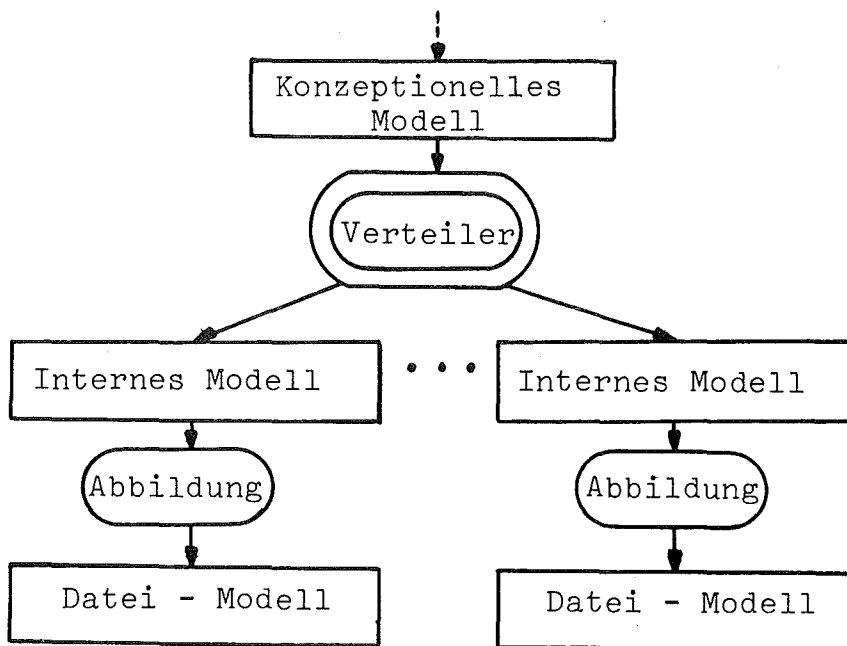 Konzeptionelles
Modell
Verteiler
Internes Modell
. . .
Internes Modell
Abbildung
Abbildung
Datei - Modell
Datei - Modell